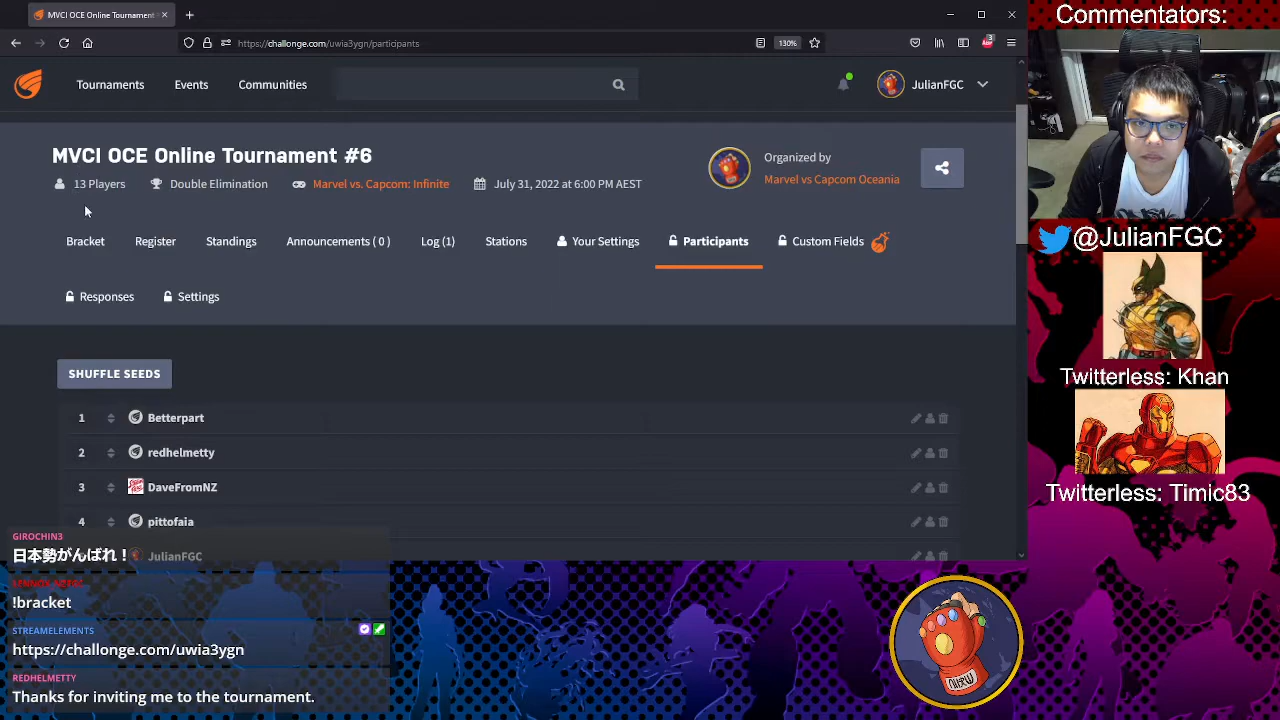 MVCI OCE Online Tournament
https://challonge.com/uwia3ygn/participants
130%
3
Tournaments
Events
Communities
JulianFGC
MVCI OCE Online Tournament #6
13 Players
Double Elimination
Marvel vs. Capcom: Infinite
July 31, 2022 at 6:00 PM AEST
Organized by
Marvel vs Capcom Oceania
Bracket
Register
Standings
Announcements ( 0 )
Log (1)
Stations
Your Settings
Participants
Custom Fields
Responses
Settings
SHUFFLE SEEDS
1 Betterpart
2 redhelmetty
3 DaveFromNZ
4 pittofaia
JulianFGC
GIROCHIN3
日本勢がんばれ！
!bracket
STREAMELEMENTS
https://challonge.com/uwia3ygn
REDHELMETTY
Thanks for inviting me to the tournament.
Commentators:
@JulianFGC
Twitterless: Khan
Twitterless: Timic83